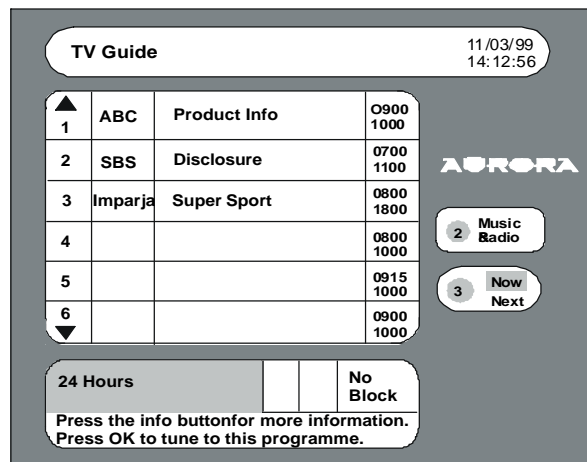 TV Guide
11/03/99
14:12:56
1 ABC Product Info O900 1000
2 SBS Disclosure 0700 1100
3 Imparja Super Sport 0800 1800
4 0800 1000
5 0915 1000
6 0900 1000
AURORA
2 Music & Radio
3 Now Next
24 Hours
No
Block
Press the info buttonfor more information.
Press OK to tune to this programme.